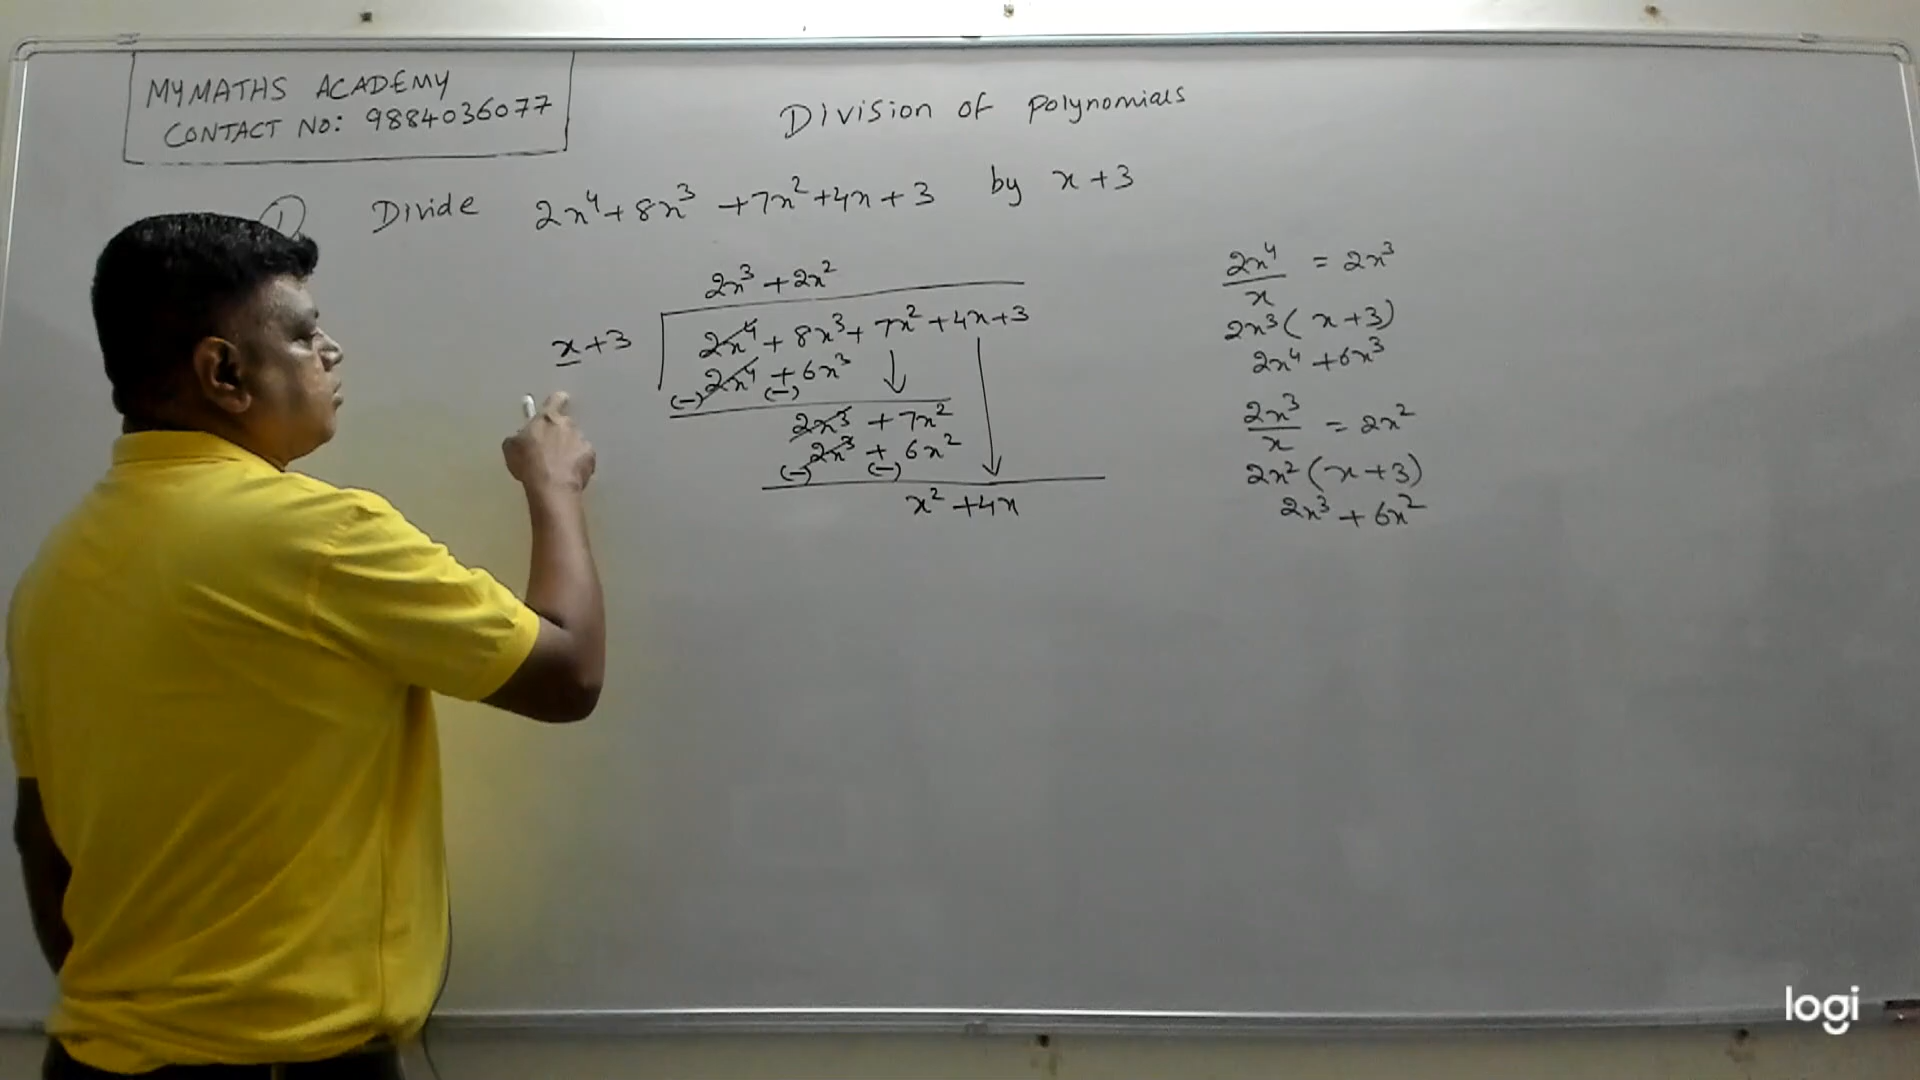 MYMATHS ACADEMY
CONTACT NO: 9884036077
Division of Polynomials
1 Divide 2x⁴ + 8x³ + 7x² + 4x + 3 by x + 3
2x³ + 2x²
x + 3
2x⁴ + 8x³ + 7x² + 4x + 3
2x⁴ + 6x³
(-) (-)
2x³ + 7x²
2x³ + 6x²
(-) (-)
x² + 4x
2x⁴/x = 2x³
2x³ (x + 3)
2x⁴ + 6x³
2x³/x = 2x²
2x² (x + 3)
2x³ + 6x²
logi